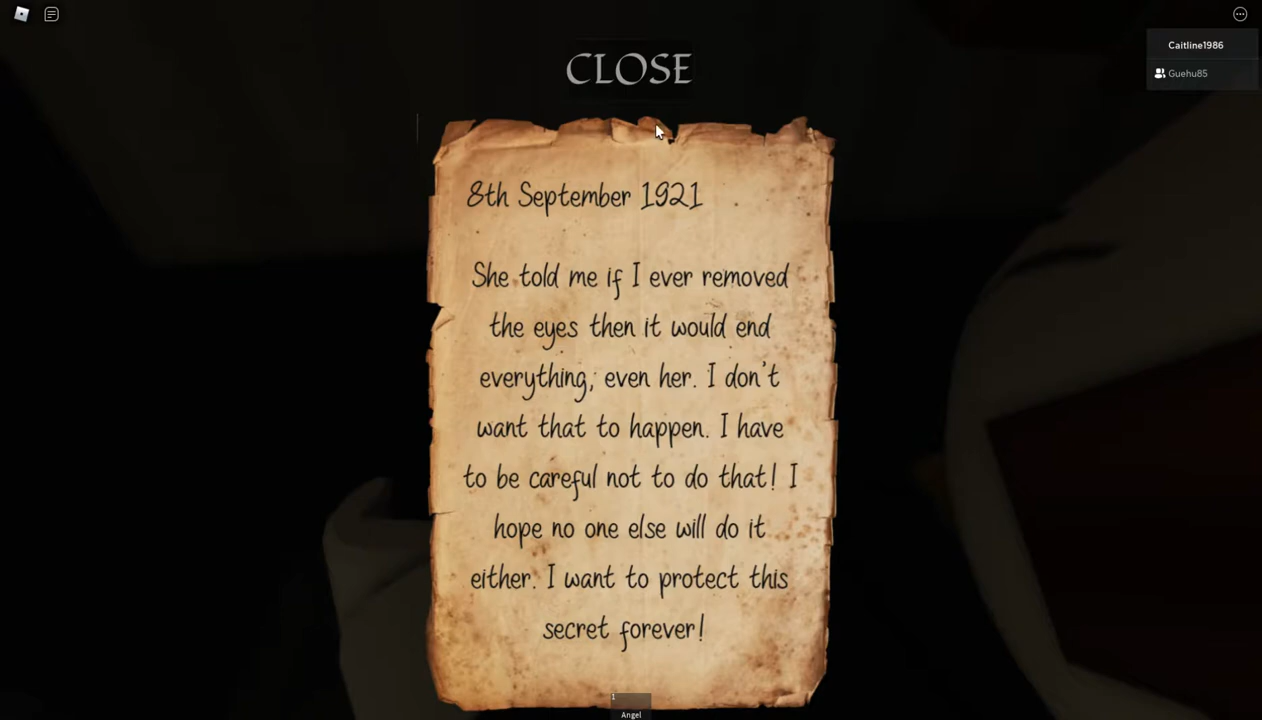 CLOSE
Caitline1986
Guehu85
8th September 1921
She told me if I ever removed
the eyes then it would end
everything, even her. I don't
want that to happen. I have
to be careful not to do that! I
hope no one else will do it
either. I want to protect this
secret forever!
1
Angel